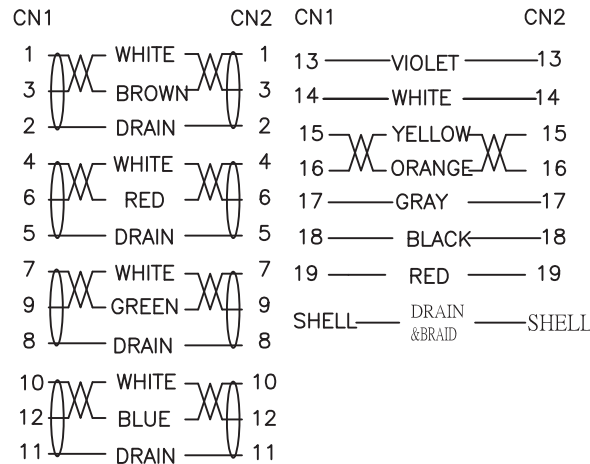 CN1 CN2
1 WHITE 1
3 BROWN 3
2 DRAIN 2
4 WHITE 4
6 RED 6
5 DRAIN 5
7 WHITE 7
9 GREEN 9
8 DRAIN 8
10 WHITE 10
12 BLUE 12
11 DRAIN 11
CN1 CN2
13 VIOLET 13
14 WHITE 14
15 YELLOW 15
16 ORANGE 16
17 GRAY 17
18 BLACK 18
19 RED 19
SHELL DRAIN SHELL
&BRAID